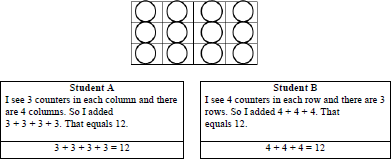 Student A
I see 3 counters in each column and there
are 4 columns. So I added
3 + 3 + 3 + 3. That equals 12.
3 + 3 + 3 + 3 = 12
Student B
I see 4 counters in each row and there are 3
rows. So I added 4 + 4 + 4. That
equals 12.
4 + 4 + 4 = 12